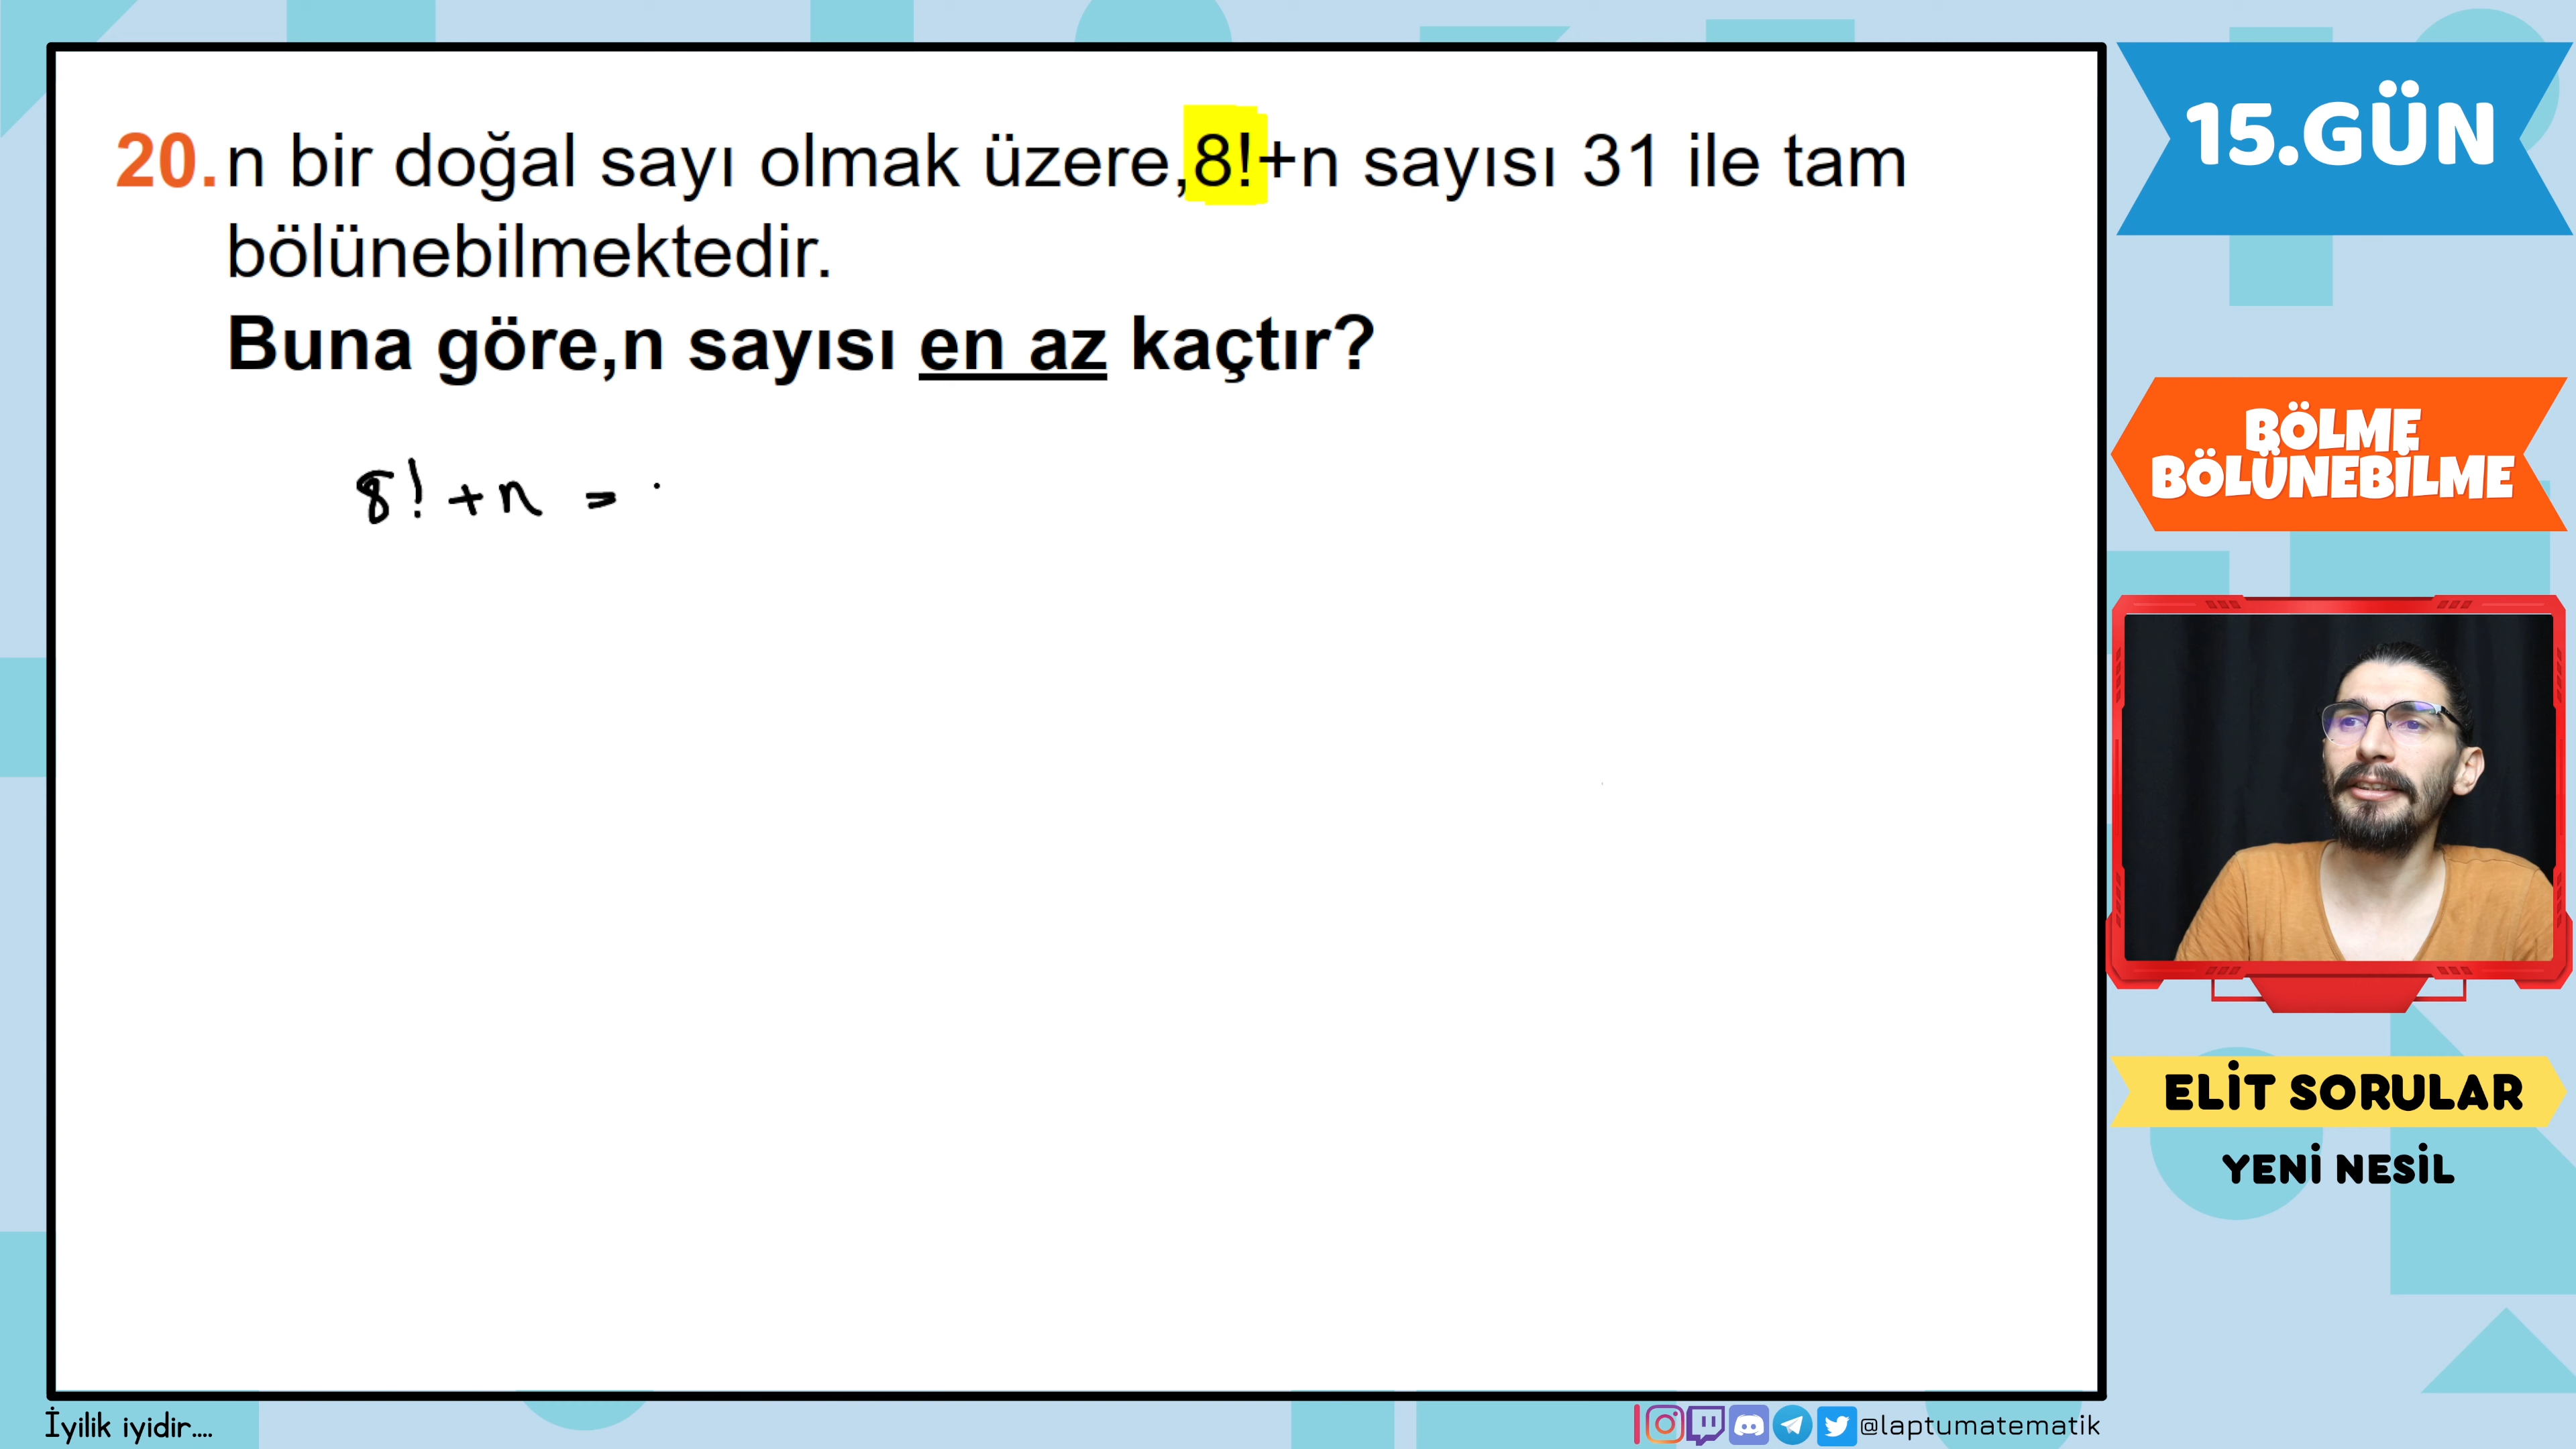 20. n bir doğal sayı olmak üzere,8!+n sayısı 31 ile tam
bölünebilmektedir.
Buna göre,n sayısı en az kaçtır?
8! + n =
15.GÜN
BÖLME
BÖLÜNEBİLME
ELİT SORULAR
YENİ NESİL
İyilik iyidir....
@laptumatematik